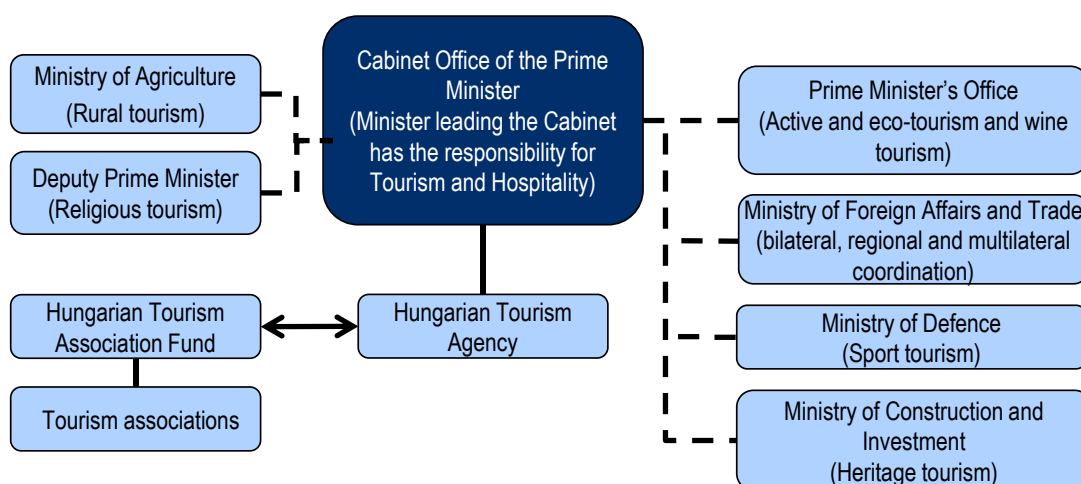 Ministry of Agriculture
(Rural tourism)
Deputy Prime Minister
(Religious tourism)
Cabinet Office of the Prime
Minister
(Minister leading the Cabinet
has the responsibility for
Tourism and Hospitality)
Prime Minister’s Office
(Active and eco-tourism and wine
tourism)
Ministry of Foreign Affairs and Trade
(bilateral, regional and multilateral
coordination)
Hungarian Tourism
Association Fund
Hungarian Tourism
Agency
Ministry of Defence
(Sport tourism)
Tourism associations
Ministry of Construction and
Investment
(Heritage tourism)